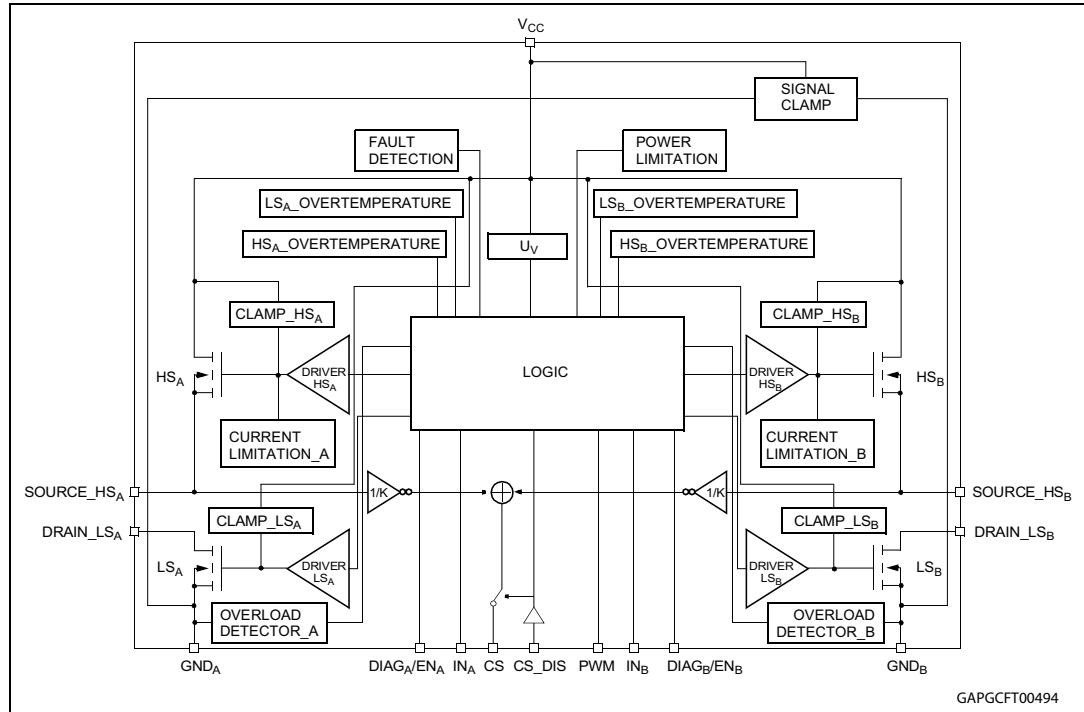 VCC
SIGNAL
CLAMP
FAULT
DETECTION
POWER
LIMITATION
LSA_OVERTEMPERATURE
LSB_OVERTEMPERATURE
HSA_OVERTEMPERATURE
UV
HSB_OVERTEMPERATURE
CLAMP_HSA
CLAMP_HSB
HSA
DRIVER
HSA
LOGIC
DRIVER
HSB
HSB
CURRENT
LIMITATION_A
CURRENT
LIMITATION_B
SOURCE_HSA
1/K
1/K
SOURCE_HSB
DRAIN_LSA
CLAMP_LSA
CLAMP_LSB
DRAIN_LSB
LSA
DRIVER
LSA
DRIVER
LSB
LSB
OVERLOAD
DETECTOR_A
OVERLOAD
DETECTOR_B
GNDA
DIAGA/ENA
INA
CS
CS_DIS
PWM
INB
DIAGB/ENB
GNDB
GAPGCFT00494